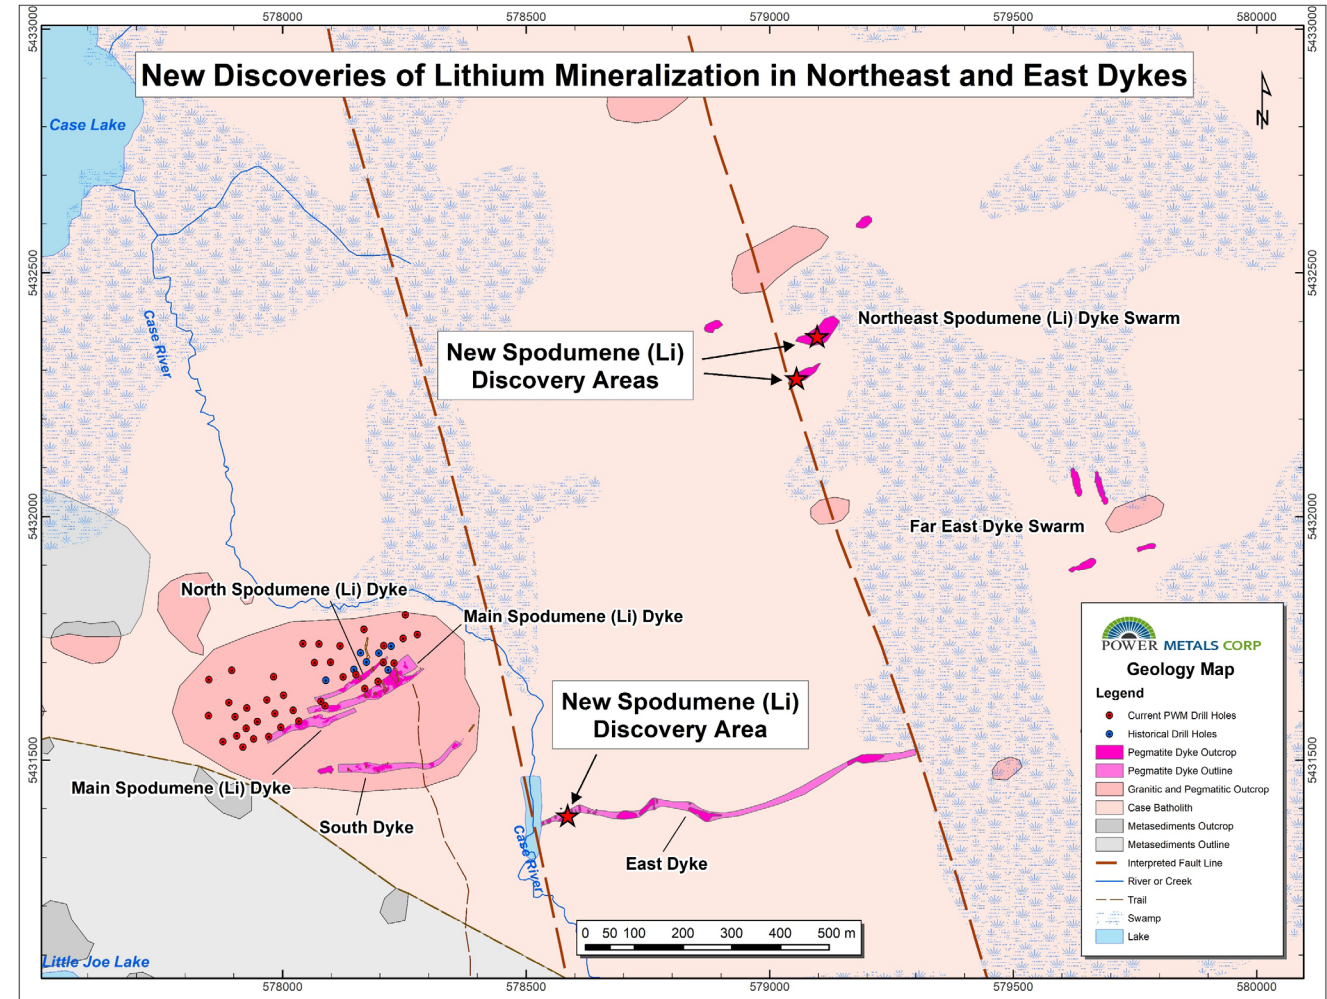 578000
578500
579000
579500
580000
5433000
5433000
New Discoveries of Lithium Mineralization in Northeast and East Dykes
Case Lake
N
5432500
5432500
Case River
Northeast Spodumene (Li) Dyke Swarm
New Spodumene (Li)
Discovery Areas
5432000
5432000
Far East Dyke Swarm
North Spodumene (Li) Dyke
Main Spodumene (Li) Dyke
New Spodumene (Li)
Discovery Area
5431500
5431500
Main Spodumene (Li) Dyke
South Dyke
East Dyke
Case River
Little Joe Lake
0 50 100 200 300 400 500 m
POWER METALS CORP
Geology Map
Legend
Current PWM Drill Holes
Historical Drill Holes
Pegmatite Dyke Outcrop
Pegmatite Dyke Outline
Granitic and Pegmatitic Outcrop
Case Batholith
Metasediments Outcrop
Metasediments Outline
Interpreted Fault Line
River or Creek
Trail
Swamp
Lake
578000
578500
579000
579500
580000